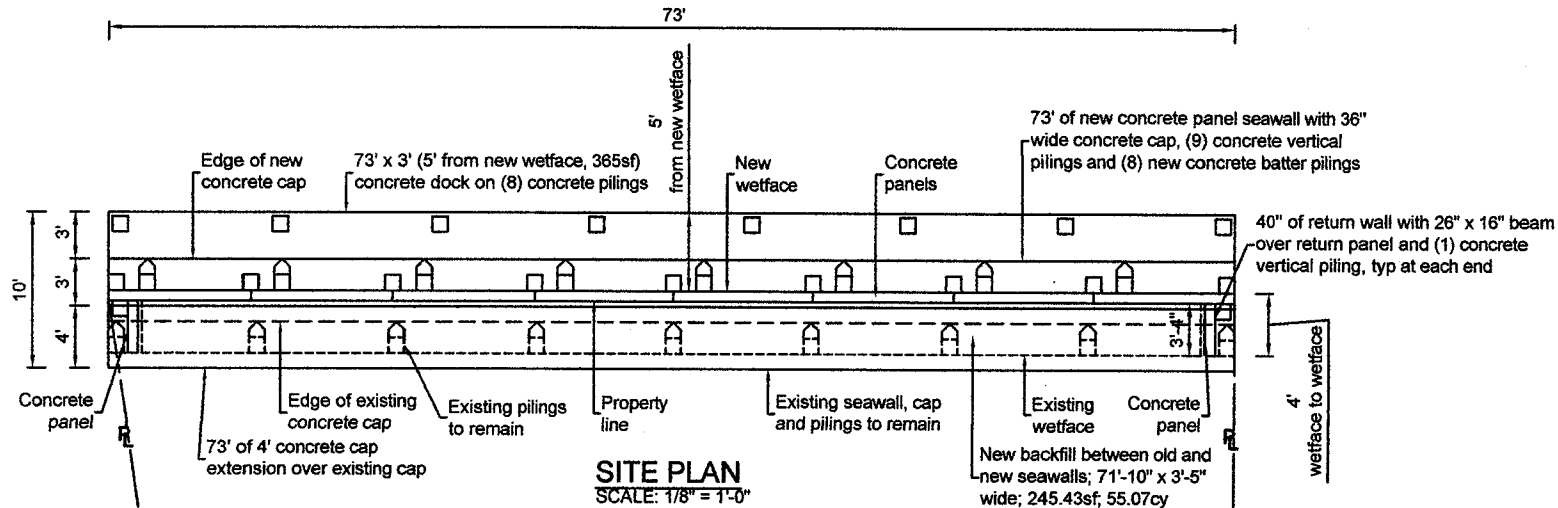 73'
5'
from new wetface
73' of new concrete panel seawall with 36"
wide concrete cap, (9) concrete vertical
pilings and (8) new concrete batter pilings
Edge of new
concrete cap
73' x 3' (5' from new wetface, 365sf)
concrete dock on (8) concrete pilings
New
wetface
Concrete
panels
40" of return wall with 26" x 16" beam
over return panel and (1) concrete
vertical piling, typ at each end
10'
3'
3'
4'
3'-4"
4'
wetface to wetface
Concrete
panel
PL
Edge of existing
concrete cap
73' of 4' concrete cap
extension over existing cap
Existing pilings
to remain
Property
line
Existing seawall, cap
and pilings to remain
Existing
wetface
Concrete
panel
PL
New backfill between old and
new seawalls; 71'-10" x 3'-5"
wide; 245.43sf; 55.07cy
SITE PLAN
SCALE: 1/8" = 1'-0"